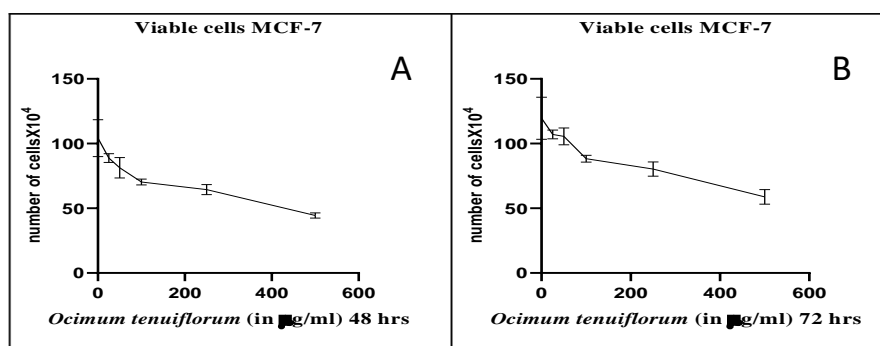 Viable cells MCF-7
A
150
100
50
0
number of cellsX10⁴
0 200 400 600
Ocimum tenuiflorum (in µg/ml) 48 hrs
Viable cells MCF-7
B
150
100
50
0
number of cellsX10⁴
0 200 400 600
Ocimum tenuiflorum (in µg/ml) 72 hrs